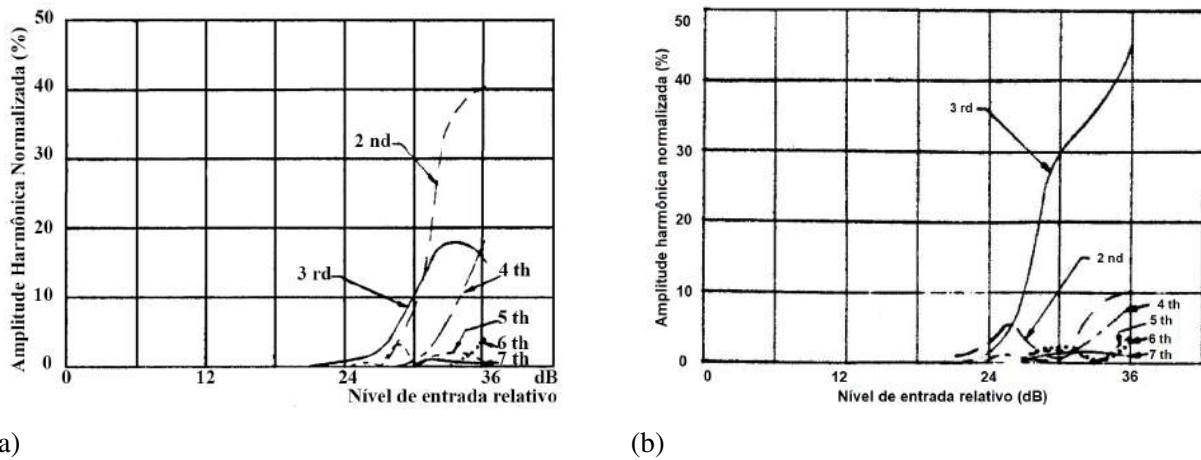 Amplitude Harmônica Normalizada (%)
50
40
30
20
10
0
2 nd
3 rd
4 th
5 th
6 th
7 th
0 12 24 36 dB
Nível de entrada relativo
a)
Amplitude harmônica normalizada (%)
50
40
30
20
10
0
3 rd
2 nd
4 th
5 th
6 th
7 th
0 12 24 36
Nível de entrada relativo (dB)
(b)